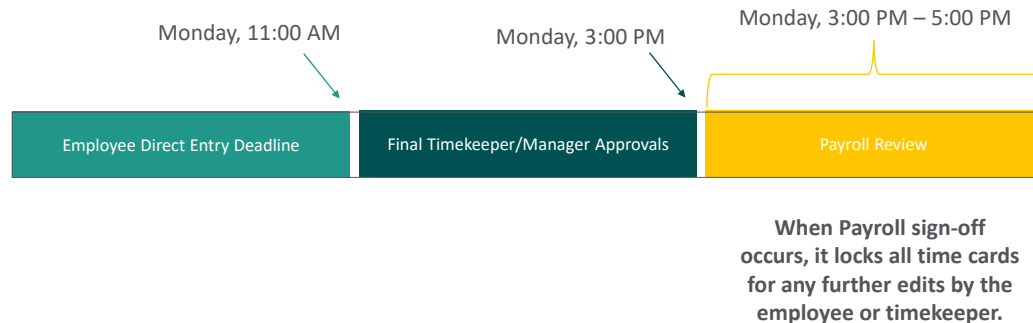 Monday, 11:00 AM
Monday, 3:00 PM
Monday, 3:00 PM – 5:00 PM
Employee Direct Entry Deadline
Final Timekeeper/Manager Approvals
Payroll Review
When Payroll sign-off
occurs, it locks all time cards
for any further edits by the
employee or timekeeper.